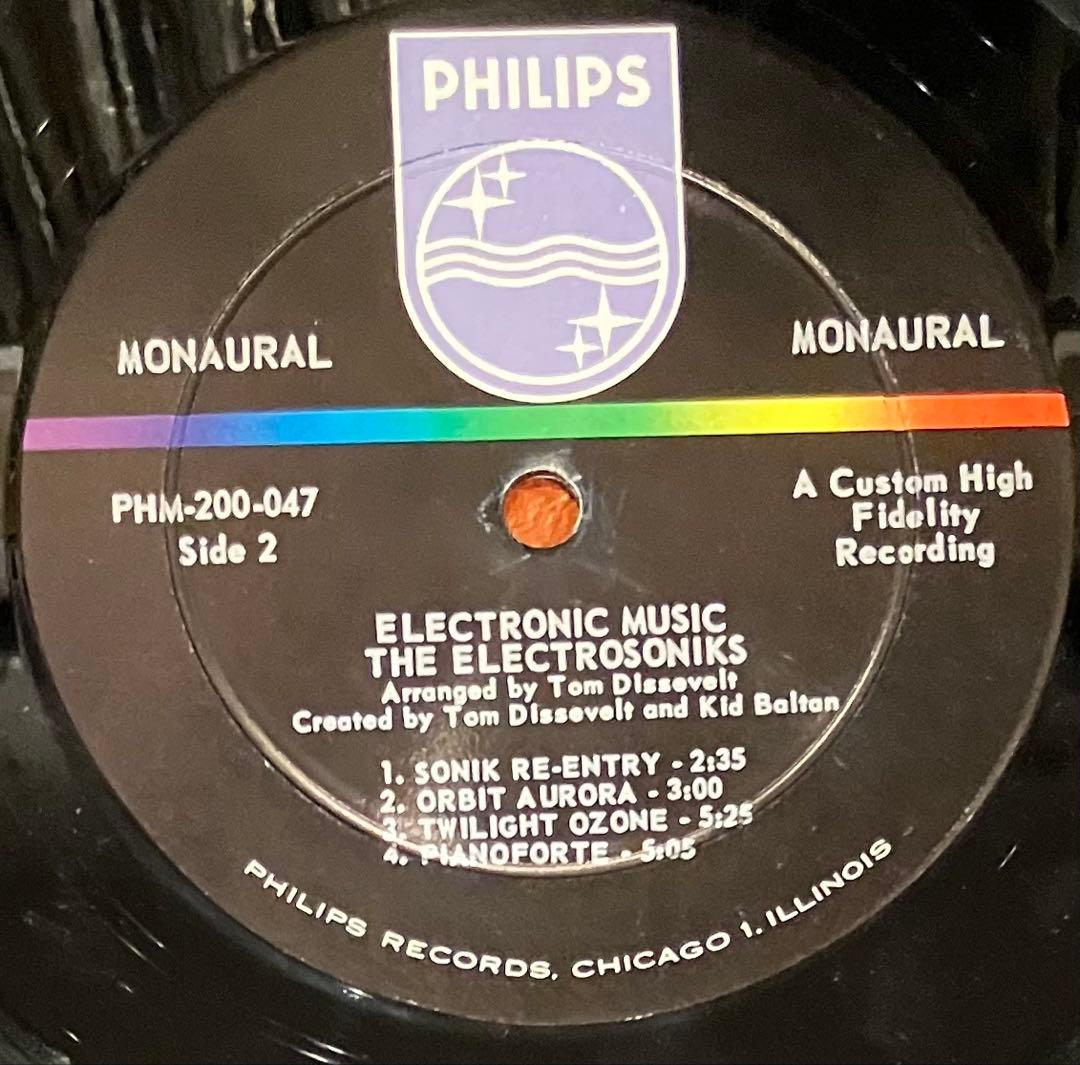 PHILIPS
MONAURAL
MONAURAL
PHM-200-047
Side 2
A Custom High
Fidelity
Recording
ELECTRONIC MUSIC
THE ELECTROSONIKS
Arranged by Tom Dissevelt
Created by Tom Dissevelt and Kid Baltan
1. SONIK RE-ENTRY - 2:35
2. ORBIT AURORA - 3:00
3. TWILIGHT OZONE - 5:25
4. PIANOFORTE - 5:05
PHILIPS RECORDS, CHICAGO 1, ILLINOIS